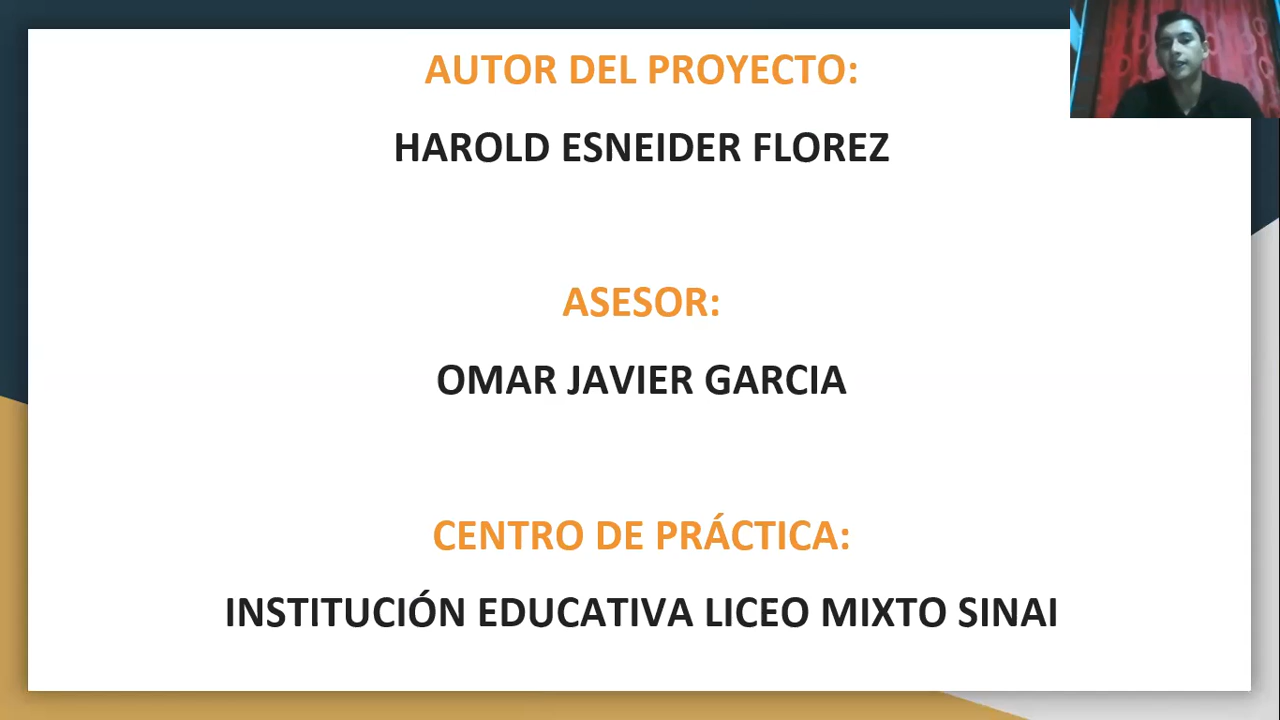 AUTOR DEL PROYECTO:
HAROLD ESNEIDER FLOREZ
ASESOR:
OMAR JAVIER GARCIA
CENTRO DE PRÁCTICA:
INSTITUCIÓN EDUCATIVA LICEO MIXTO SINAI